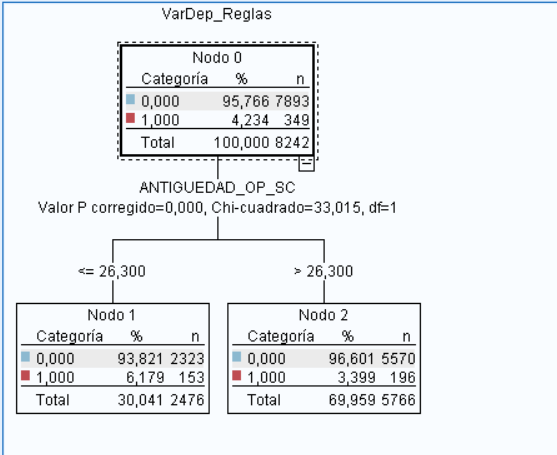 VarDep_Reglas
Nodo 0
Categoría % n
0,000 95,766 7893
1,000 4,234 349
Total 100,000 8242
ANTIGUEDAD_OP_SC
Valor P corregido=0,000, Chi-cuadrado=33,015, df=1
<= 26,300
> 26,300
Nodo 1
Categoría % n
0,000 93,821 2323
1,000 6,179 153
Total 30,041 2476
Nodo 2
Categoría % n
0,000 96,601 5570
1,000 3,399 196
Total 69,959 5766